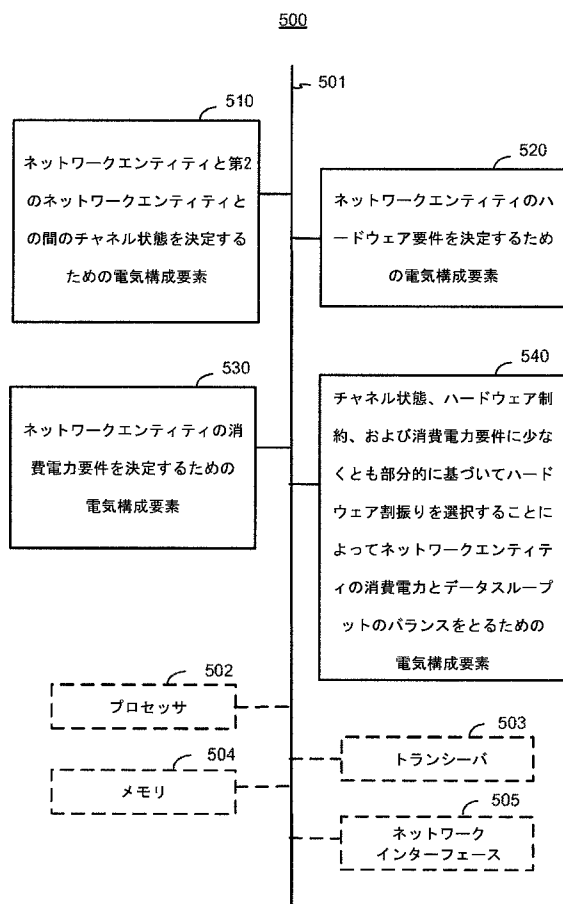 500
501
510
ネットワークエンティティと第2
のネットワークエンティティと
の間のチャネル状態を決定する
ための電気構成要素
520
ネットワークエンティティのハ
ードウェア要件を決定するため
の電気構成要素
530
ネットワークエンティティの消
費電力要件を決定するための
電気構成要素
540
チャネル状態、ハードウェア制
約、および消費電力要件に少な
くとも部分的に基づいてハード
ウェア割振りを選択することに
よってネットワークエンティテ
ィの消費電力とデータスループ
ットのバランスをとるための
電気構成要素
502
プロセッサ
503
トランシーバ
504
メモリ
505
ネットワーク
インターフェース